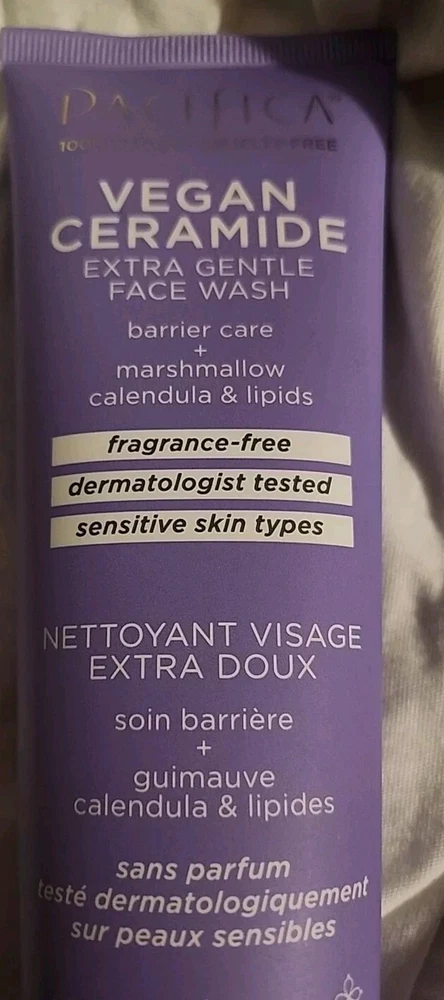 PACIFICA
VEGAN
CERAMIDE
EXTRA GENTLE
FACE WASH
barrier care
+
marshmallow
calendula & lipids
fragrance-free
dermatologist tested
sensitive skin types
NETTOYANT VISAGE
EXTRA DOUX
soin barrière
+
guimauve
calendula & lipides
sans parfum
testé dermatologiquement
sur peaux sensibles